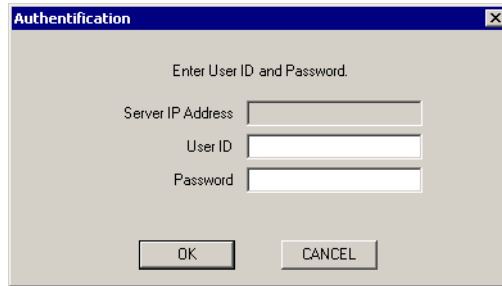 Authentification
Enter User ID and Password.
Server IP Address
User ID
Password
OK CANCEL